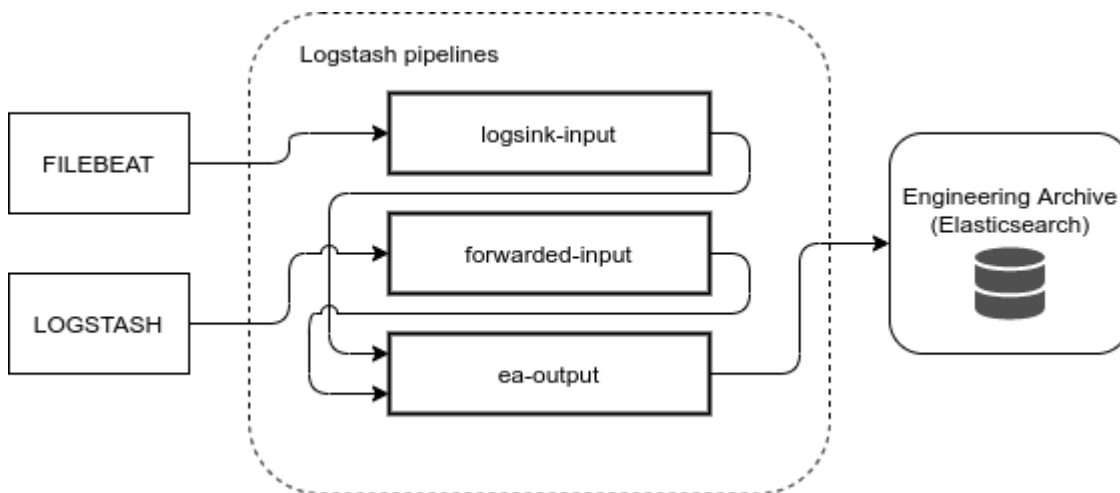 Logstash pipelines
FILEBEAT
logsink-input
LOGSTASH
forwarded-input
ea-output
Engineering Archive
(Elasticsearch)